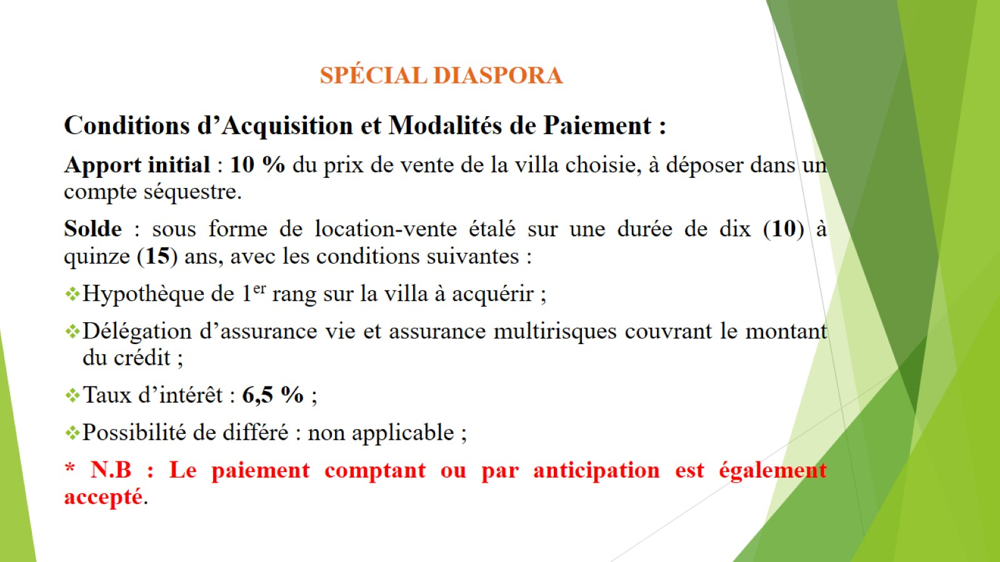 SPÉCIAL DIASPORA
Conditions d’Acquisition et Modalités de Paiement :
Apport initial : 10 % du prix de vente de la villa choisie, à déposer dans un
compte séquestre.
Solde : sous forme de location-vente étalé sur une durée de dix (10) à
quinze (15) ans, avec les conditions suivantes :
❖Hypothèque de 1er rang sur la villa à acquérir ;
❖Délégation d’assurance vie et assurance multirisques couvrant le montant
du crédit ;
❖Taux d’intérêt : 6,5 % ;
❖Possibilité de différé : non applicable ;
* N.B : Le paiement comptant ou par anticipation est également
accepté.